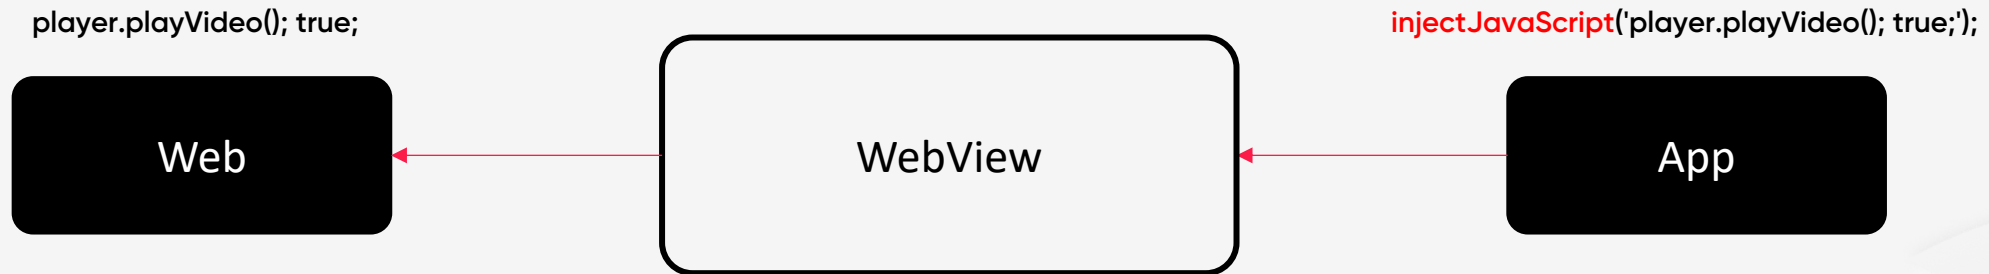 player.playVideo(); true;
injectJavaScript('player.playVideo(); true;');
Web
WebView
App